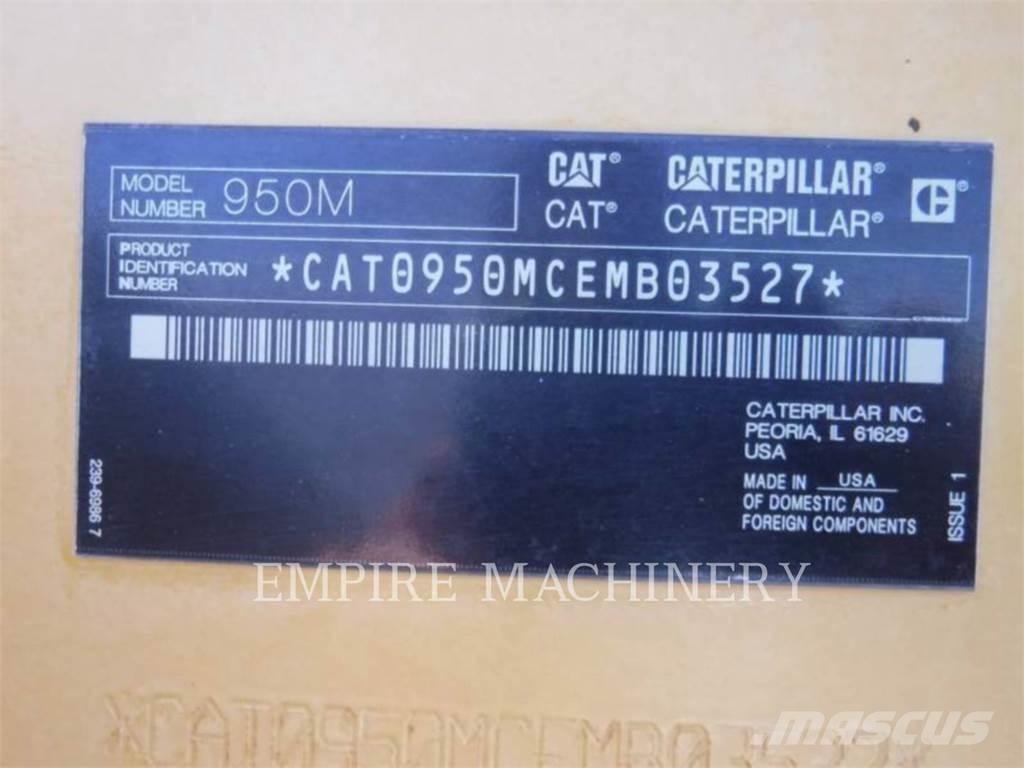 MODEL NUMBER 950M
CAT® CATERPILLAR®
CAT® CATERPILLAR®
PRODUCT IDENTIFICATION NUMBER *CAT0950MCEMB03527*
CATERPILLAR INC.
PEORIA, IL 61629
USA
MADE IN USA
OF DOMESTIC AND
FOREIGN COMPONENTS
239-6986 7
ISSUE 1
EMPIRE MACHINERY
*CAT0950MCEMB03527*
MASCUS